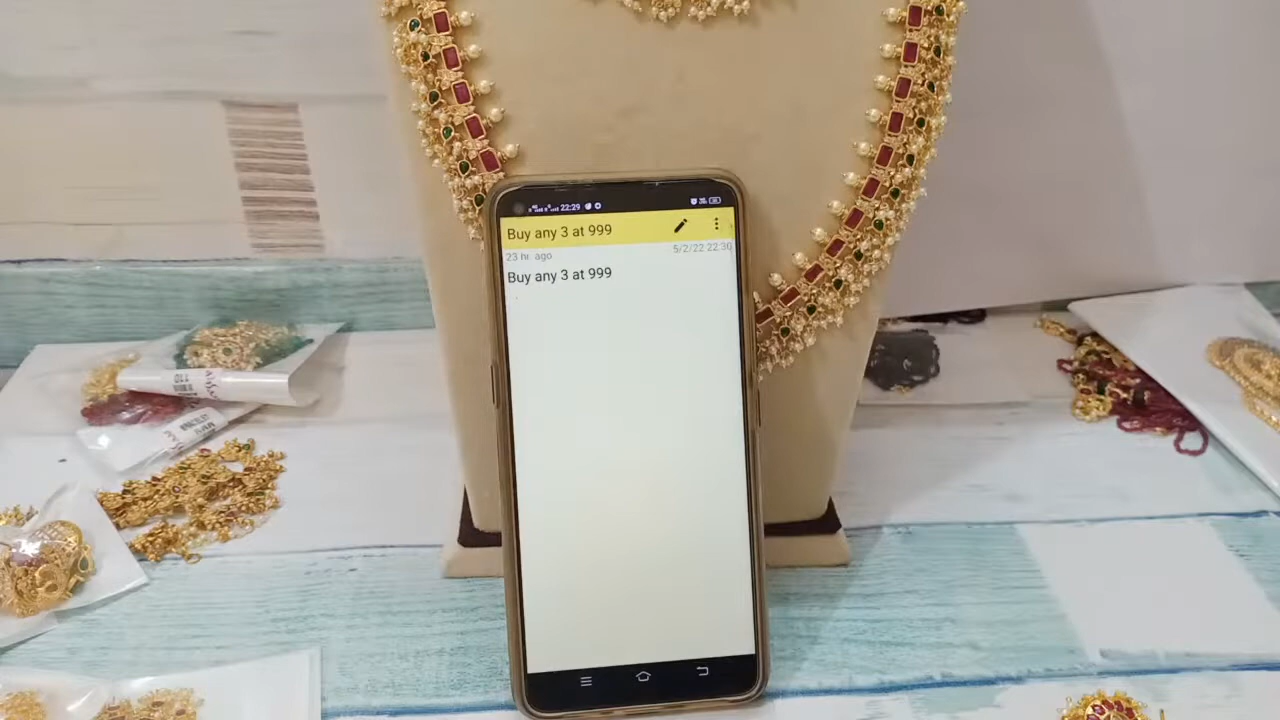 22:29
Buy any 3 at 999
23 hr. ago 5/2/22 22:30
Buy any 3 at 999
110